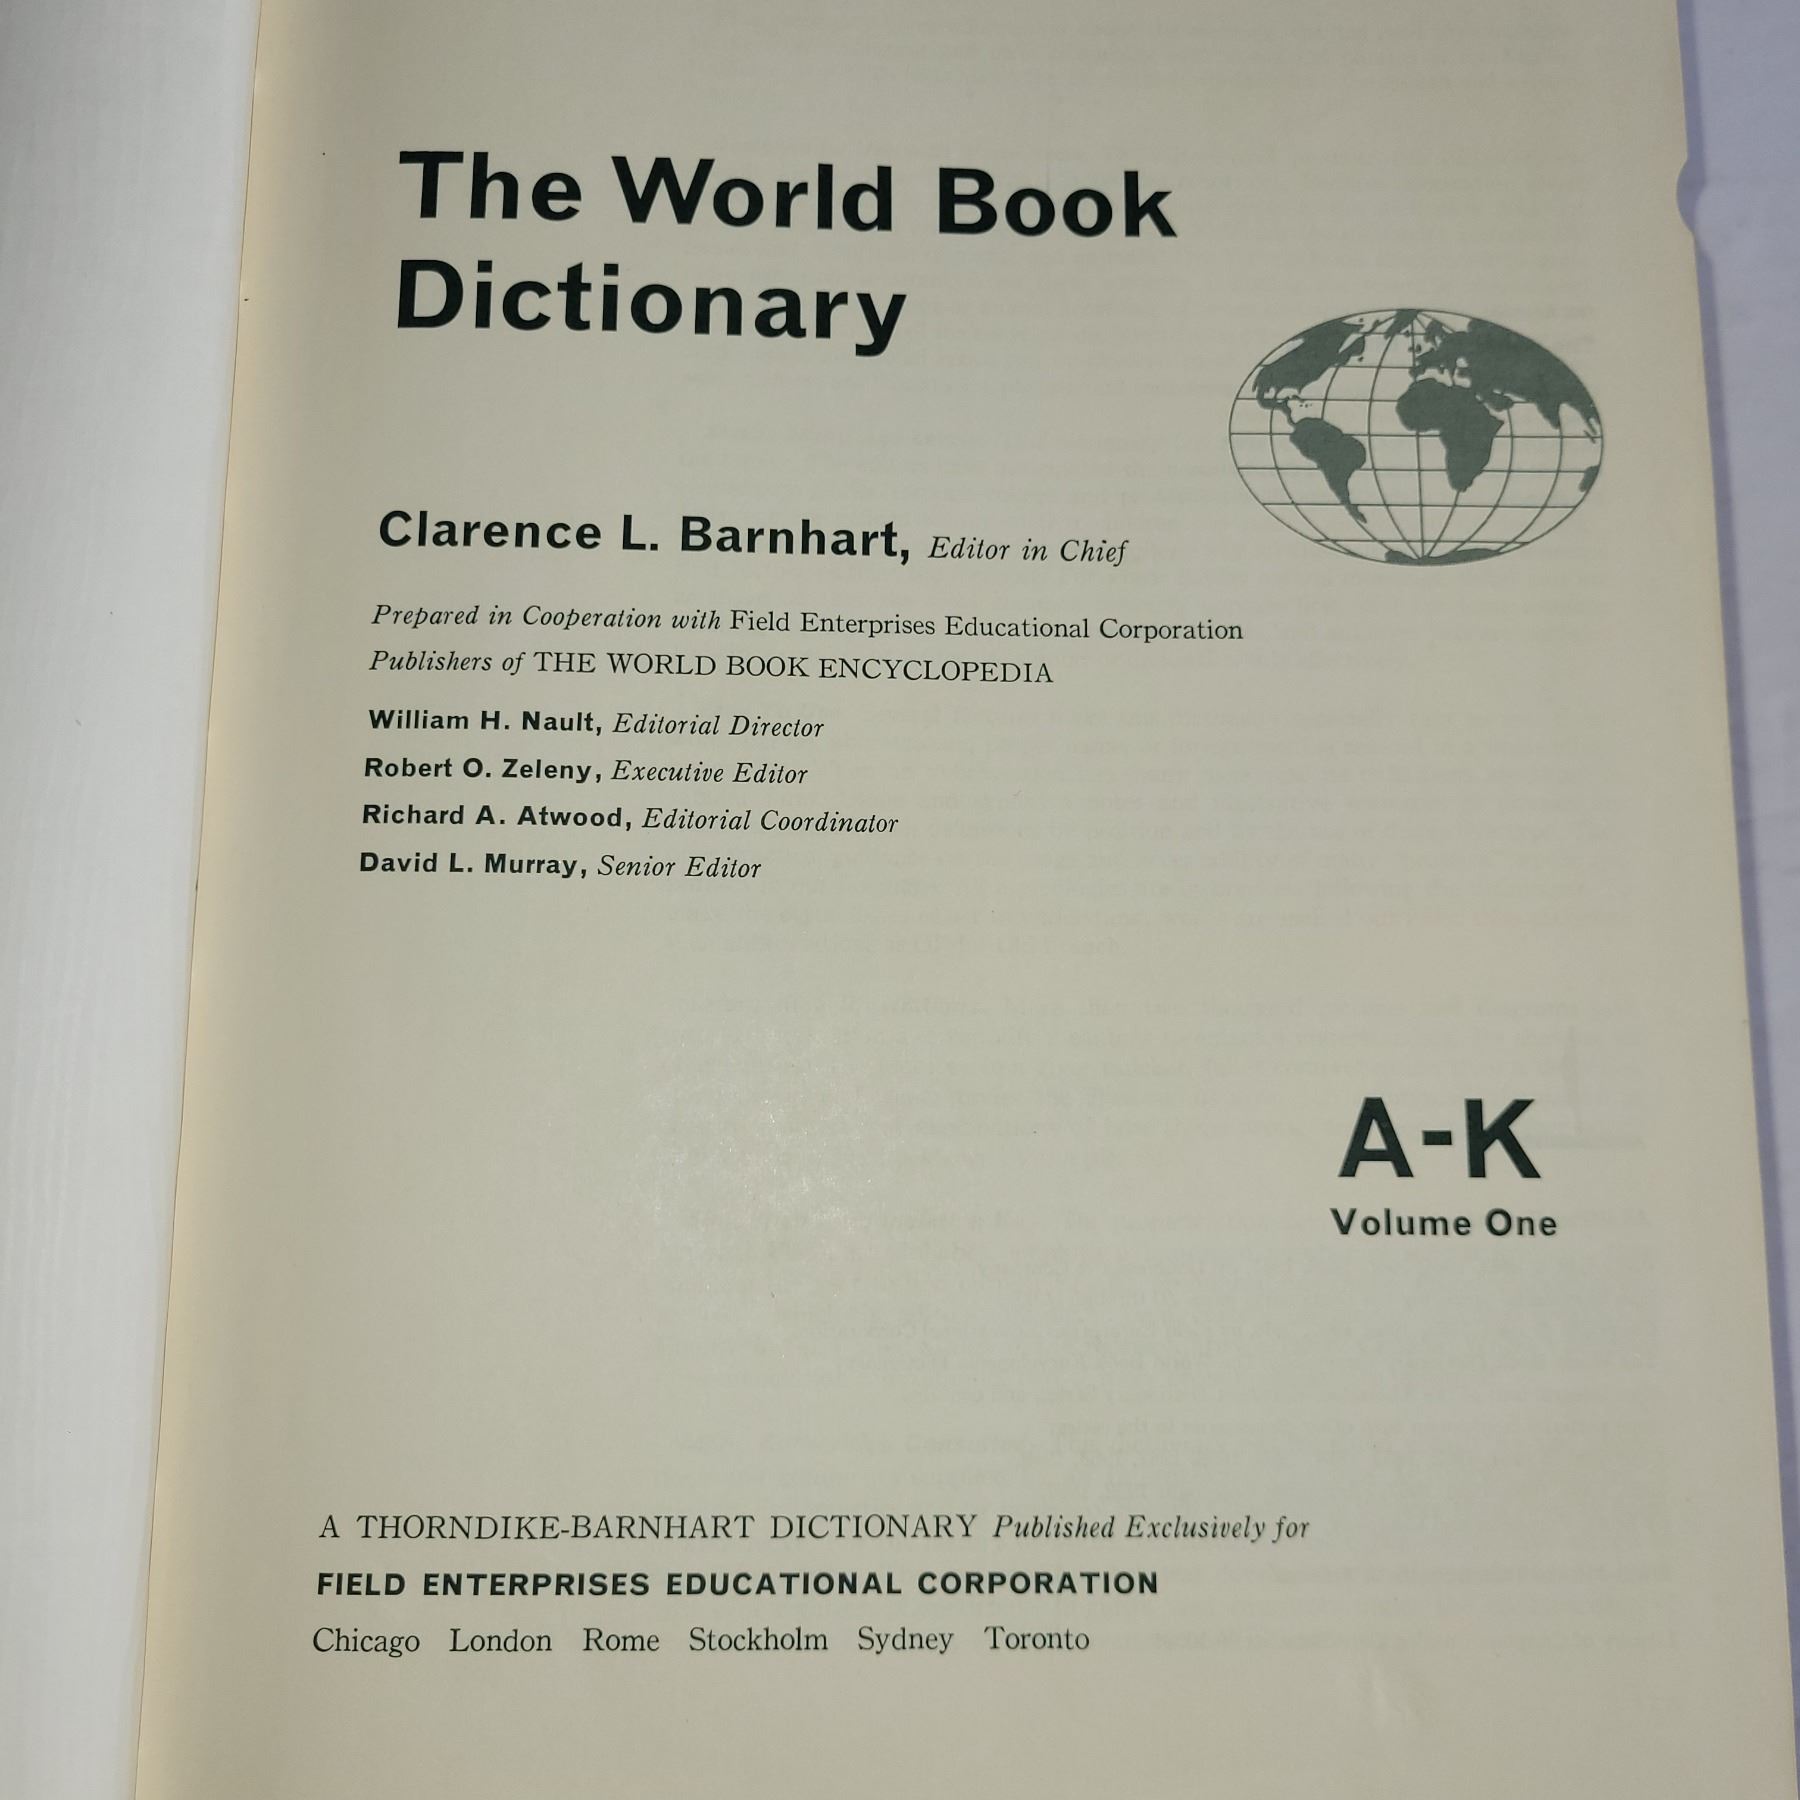 The World Book
Dictionary
Clarence L. Barnhart, Editor in Chief
Prepared in Cooperation with Field Enterprises Educational Corporation
Publishers of THE WORLD BOOK ENCYCLOPEDIA
William H. Nault, Editorial Director
Robert O. Zeleny, Executive Editor
Richard A. Atwood, Editorial Coordinator
David L. Murray, Senior Editor
A-K
Volume One
A THORNDIKE-BARNHART DICTIONARY Published Exclusively for
FIELD ENTERPRISES EDUCATIONAL CORPORATION
Chicago London Rome Stockholm Sydney Toronto